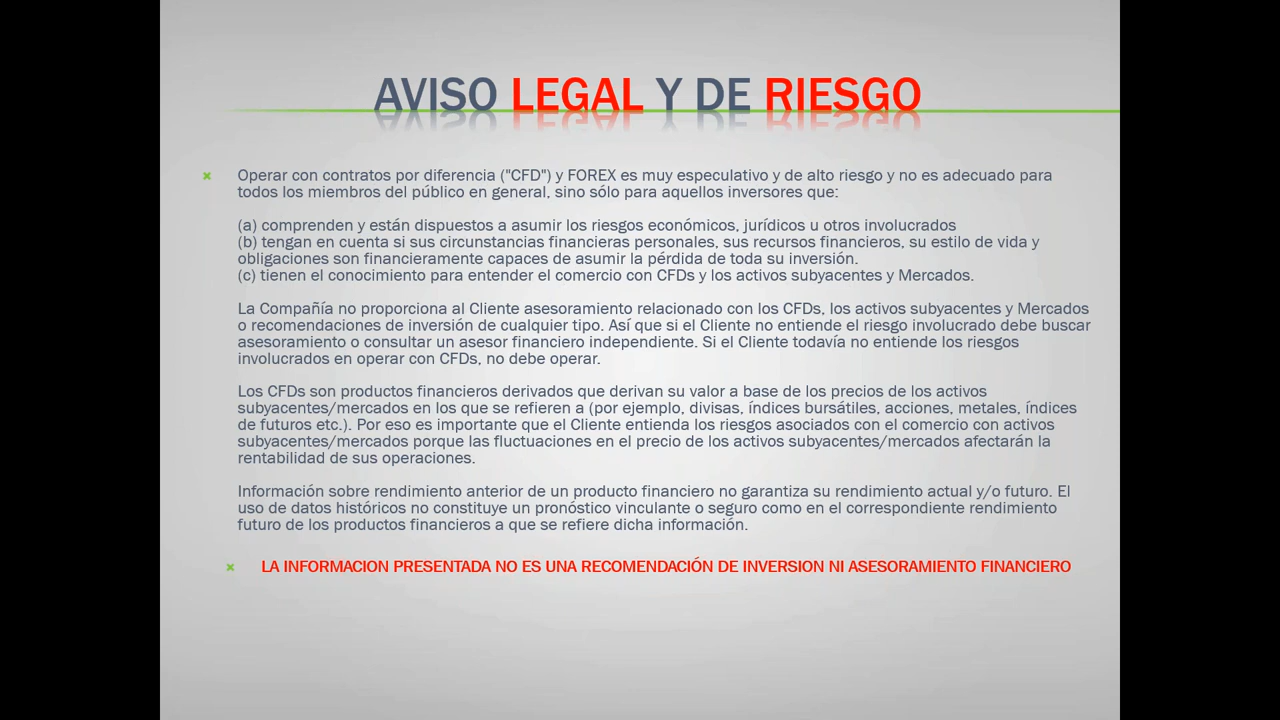 AVISO LEGAL Y DE RIESGO
Operar con contratos por diferencia ("CFD") y FOREX es muy especulativo y de alto riesgo y no es adecuado para
todos los miembros del público en general, sino sólo para aquellos inversores que:
(a) comprenden y están dispuestos a asumir los riesgos económicos, jurídicos u otros involucrados
(b) tengan en cuenta si sus circunstancias financieras personales, sus recursos financieros, su estilo de vida y
obligaciones son financieramente capaces de asumir la pérdida de toda su inversión.
(c) tienen el conocimiento para entender el comercio con CFDs y los activos subyacentes y Mercados.
La Compañía no proporciona al Cliente asesoramiento relacionado con los CFDs, los activos subyacentes y Mercados
o recomendaciones de inversión de cualquier tipo. Así que si el Cliente no entiende el riesgo involucrado debe buscar
asesoramiento o consultar un asesor financiero independiente. Si el Cliente todavía no entiende los riesgos
involucrados en operar con CFDs, no debe operar.
Los CFDs son productos financieros derivados que derivan su valor a base de los precios de los activos
subyacentes/mercados en los que se refieren a (por ejemplo, divisas, índices bursátiles, acciones, metales, índices
de futuros etc.). Por eso es importante que el Cliente entienda los riesgos asociados con el comercio con activos
subyacentes/mercados porque las fluctuaciones en el precio de los activos subyacentes/mercados afectarán la
rentabilidad de sus operaciones.
Información sobre rendimiento anterior de un producto financiero no garantiza su rendimiento actual y/o futuro. El
uso de datos históricos no constituye un pronóstico vinculante o seguro como en el correspondiente rendimiento
futuro de los productos financieros a que se refiere dicha información.
LA INFORMACION PRESENTADA NO ES UNA RECOMENDACIÓN DE INVERSION NI ASESORAMIENTO FINANCIERO